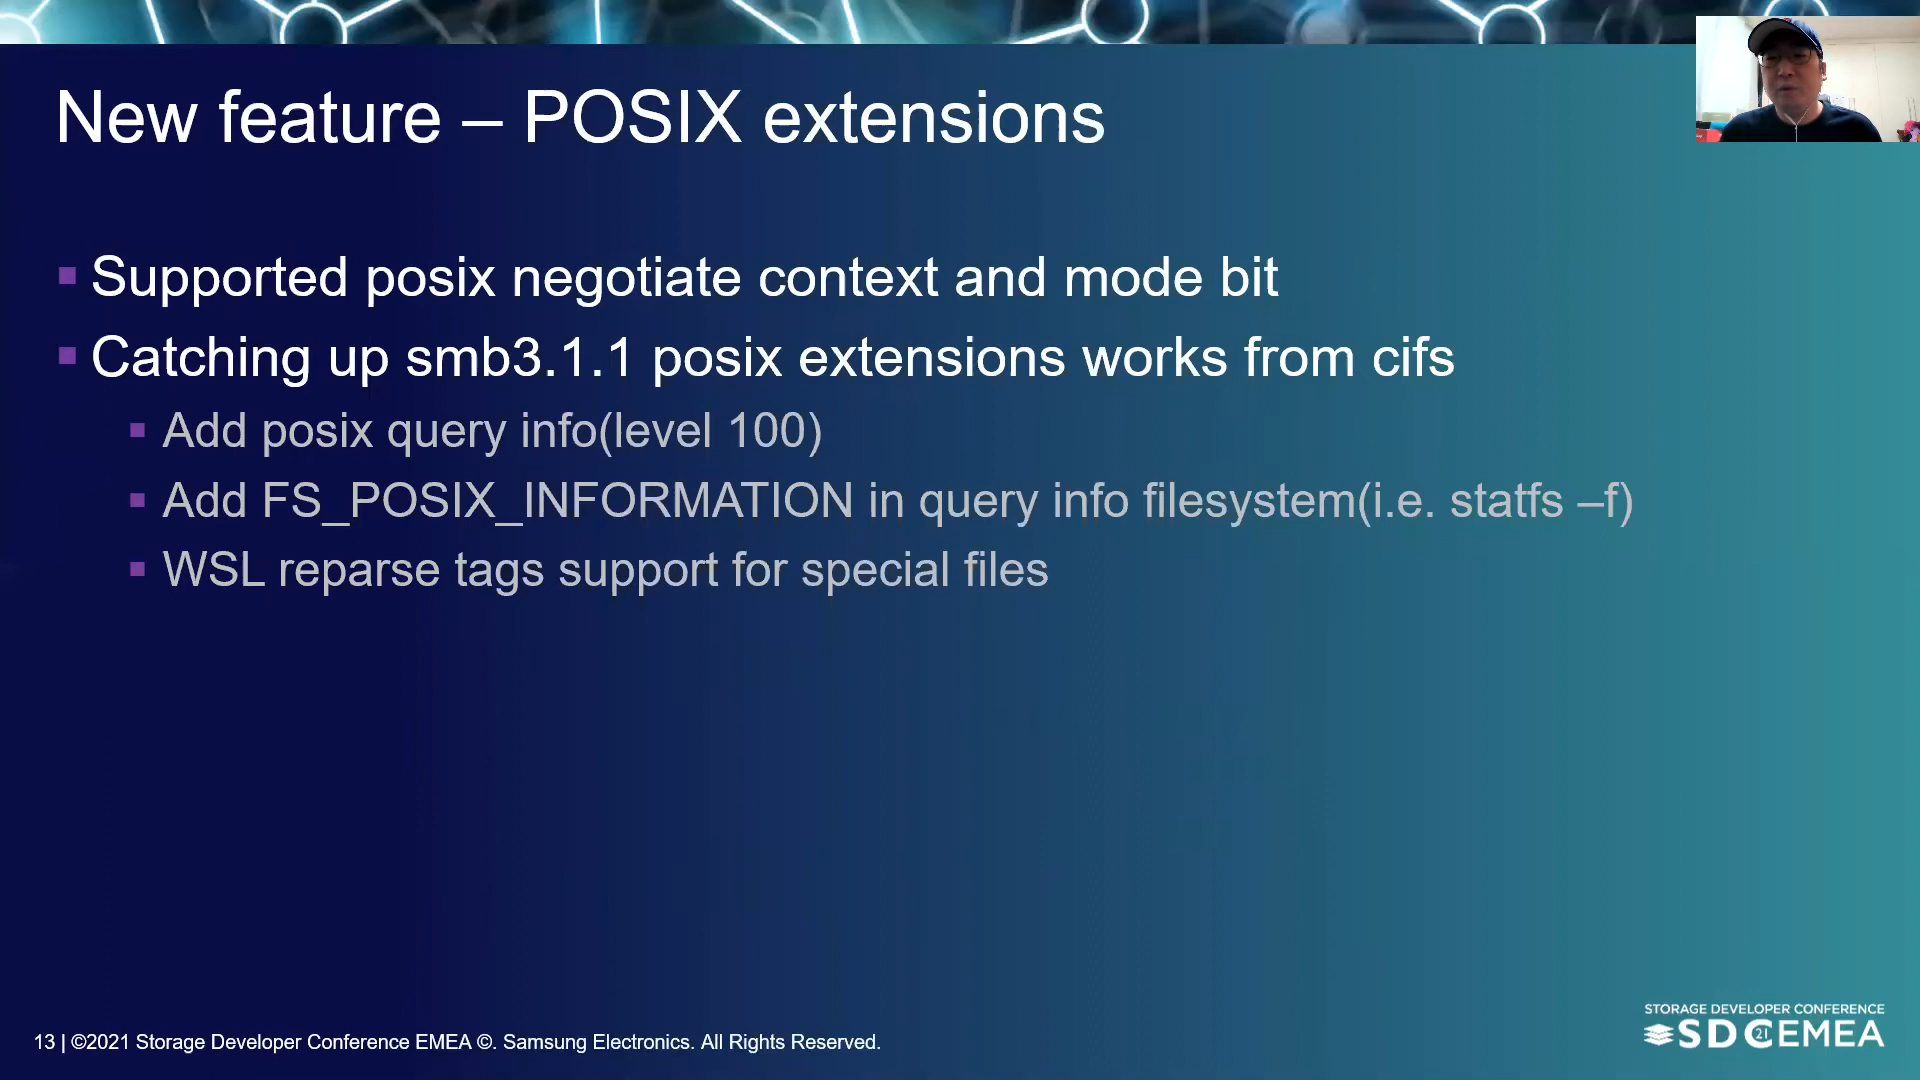 New feature – POSIX extensions
Supported posix negotiate context and mode bit
Catching up smb3.1.1 posix extensions works from cifs
Add posix query info(level 100)
Add FS_POSIX_INFORMATION in query info filesystem(i.e. statfs –f)
WSL reparse tags support for special files
13 | ©2021 Storage Developer Conference EMEA ©. Samsung Electronics. All Rights Reserved.
STORAGE DEVELOPER CONFERENCE
SDC21EMEA